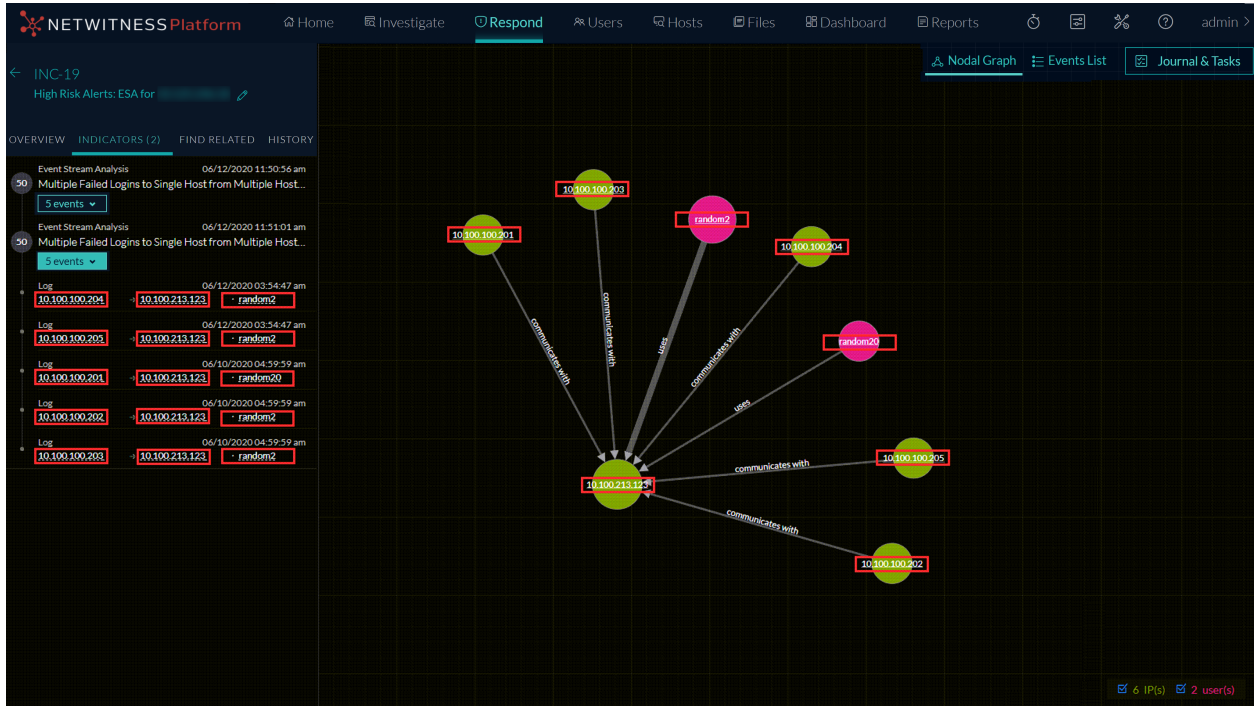 NETWITNESS Platform
Home
Investigate
Respond
Users
Hosts
Files
Dashboard
Reports
admin >
INC-19
High Risk Alerts: ESA for
Nodal Graph
Events List
Journal & Tasks
OVERVIEW
INDICATORS (2)
FIND RELATED
HISTORY
50
Event Stream Analysis 06/12/2020 11:50:56 am
Multiple Failed Logins to Single Host from Multiple Host...
5 events
50
Event Stream Analysis 06/12/2020 11:51:01 am
Multiple Failed Logins to Single Host from Multiple Host...
5 events
Log 06/12/2020 03:54:47 am
10.100.100.204 → 10.100.213.123 · random2
Log 06/12/2020 03:54:47 am
10.100.100.205 → 10.100.213.123 · random2
Log 06/10/2020 04:59:59 am
10.100.100.201 → 10.100.213.123 · random20
Log 06/10/2020 04:59:59 am
10.100.100.202 → 10.100.213.123 · random2
Log 06/10/2020 04:59:59 am
10.100.100.203 → 10.100.213.123 · random2
10.100.100.203
random2
10.100.100.201
10.100.100.204
communicates with
communicates with
uses
communicates with
random20
uses
10.100.100.205
communicates with
10.100.213.123
communicates with
10.100.100.202
6 IP(s)
2 user(s)